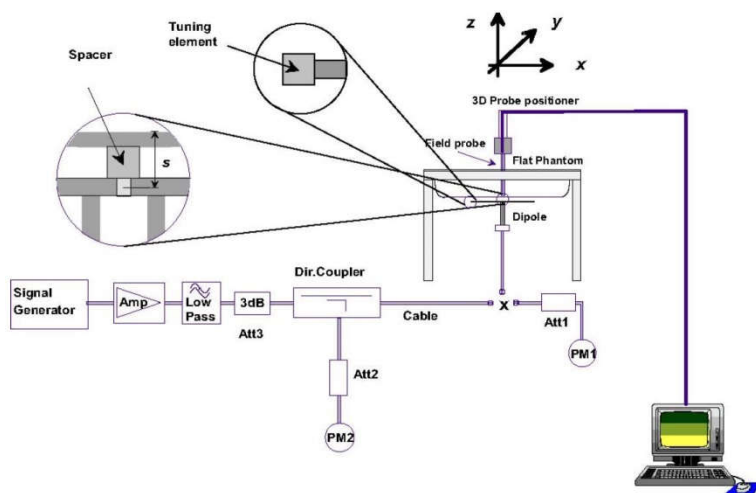 Tuning
element
Spacer
s
z
y
x
3D Probe positioner
Field probe
Flat Phantom
Dipole
Signal
Generator
Amp
Low
Pass
3dB
Att3
Dir.Coupler
Cable
x
Att1
PM1
Att2
PM2